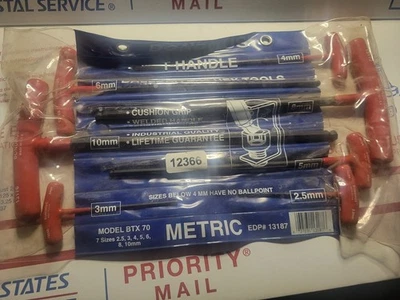 STAL SERVICE®
MAIL
T HANDLE
4mm
6mm
TOOLS
• CUSHION GRIP
• WELDED
• INDUSTRIAL QUALITY
10mm
• LIFETIME GUARANTEE
12366
5mm
SIZES BELOW 4 MM HAVE NO BALLPOINT
3mm
2.5mm
MODEL BTX 70
7 Sizes 2.5, 3, 4, 5, 6,
8, 10mm
METRIC
EDP# 13187
STATES
PRIORITY®
MAIL